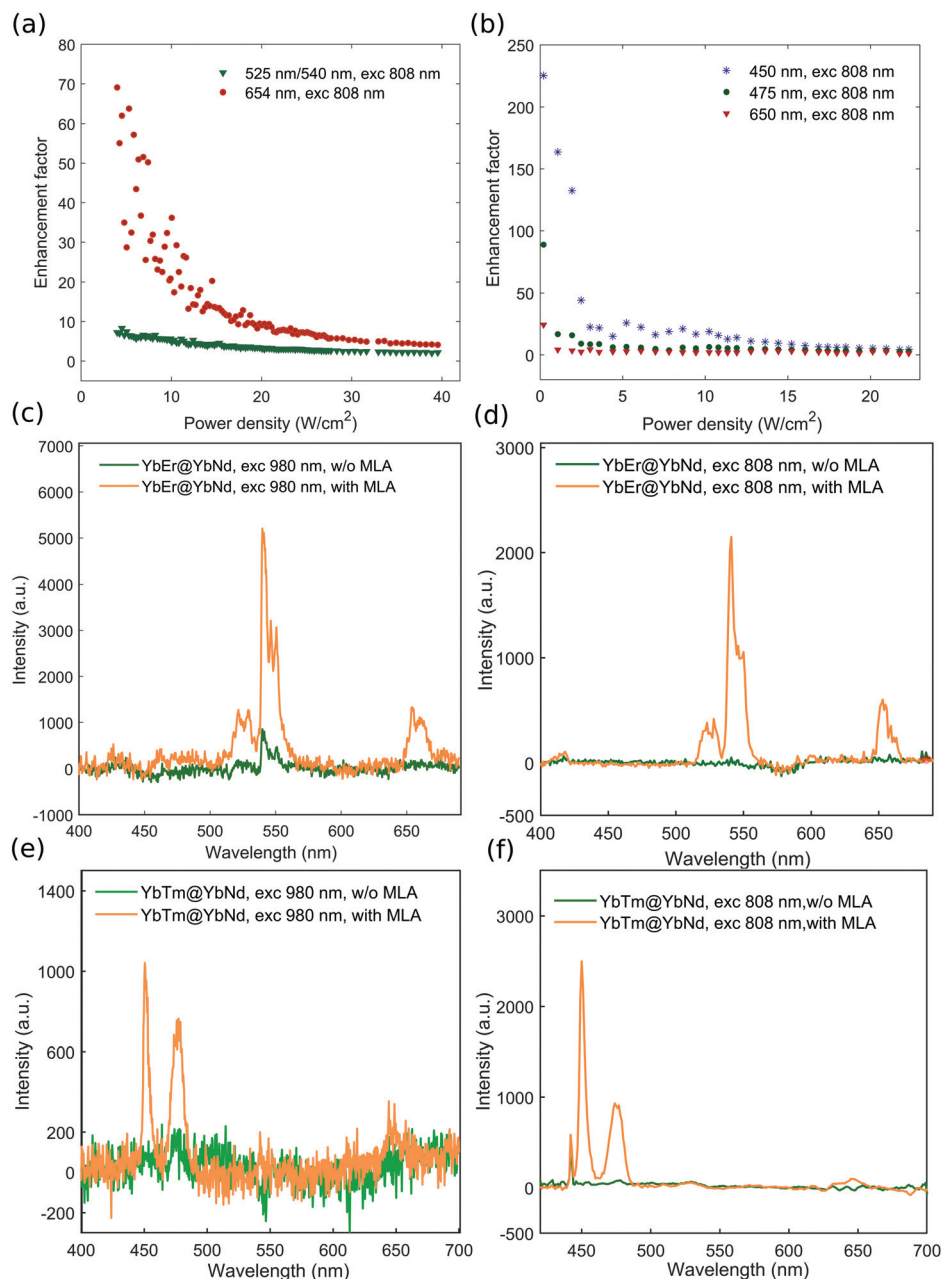 (a)
80
70
60
50
40
30
20
10
0
Enhancement factor
525 nm/540 nm, exc 808 nm
654 nm, exc 808 nm
0 10 20 30 40
Power density (W/cm²)
(b)
250
200
150
100
50
0
Enhancement factor
450 nm, exc 808 nm
475 nm, exc 808 nm
650 nm, exc 808 nm
0 5 10 15 20
Power density (W/cm²)
(c)
7000
6000
5000
4000
3000
2000
1000
0
-1000
Intensity (a.u.)
YbEr@YbNd, exc 980 nm, w/o MLA
YbEr@YbNd, exc 980 nm, with MLA
400 450 500 550 600 650
Wavelength (nm)
(d)
3000
2000
1000
0
-500
Intensity (a.u.)
YbEr@YbNd, exc 808 nm, w/o MLA
YbEr@YbNd, exc 808 nm, with MLA
400 450 500 550 600 650
Wavelength (nm)
(e)
1400
1000
600
200
0
-200
Intensity (a.u.)
YbTm@YbNd, exc 980 nm, w/o MLA
YbTm@YbNd, exc 980 nm, with MLA
400 450 500 550 600 650 700
Wavelength (nm)
(f)
3000
2000
1000
0
-500
Intensity (a.u.)
YbTm@YbNd, exc 808 nm,w/o MLA
YbTm@YbNd, exc 808 nm,with MLA
450 500 550 600 650 700
Wavelength (nm)